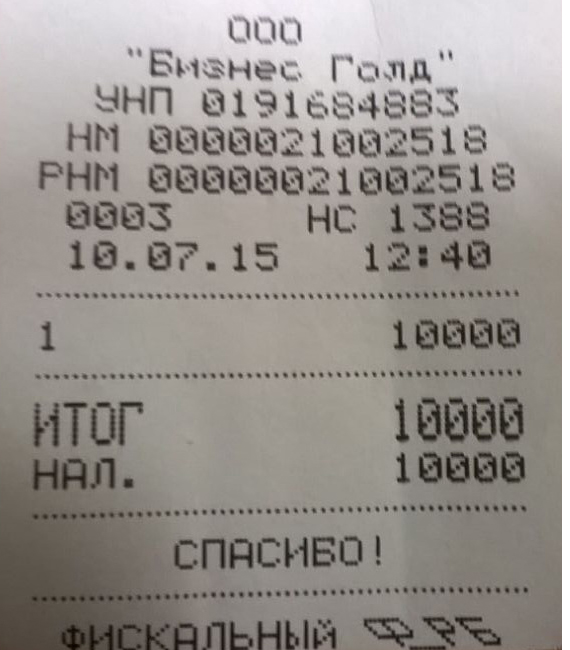 ООО
"Бизнес Голд"
УНП 0191684883
НМ 0000021002518
РНМ 00000021002518
0003 НС 1388
10.07.15 12:40
1 10000
ИТОГ 10000
НАЛ. 10000
СПАСИБО!
ФИСКАЛЬНЫЙ